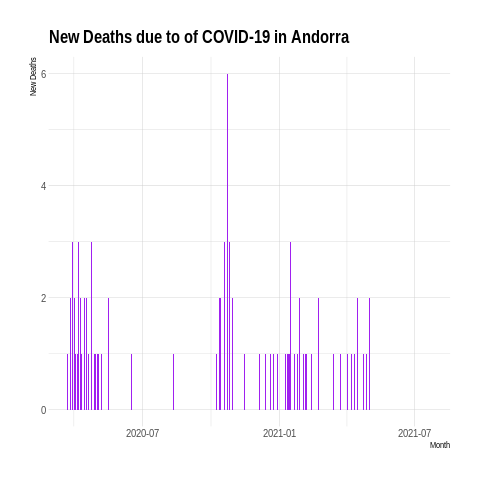 New Deaths due to of COVID-19 in Andorra
New Deaths
6
4
2
0
2020-07
2021-01
2021-07
Month